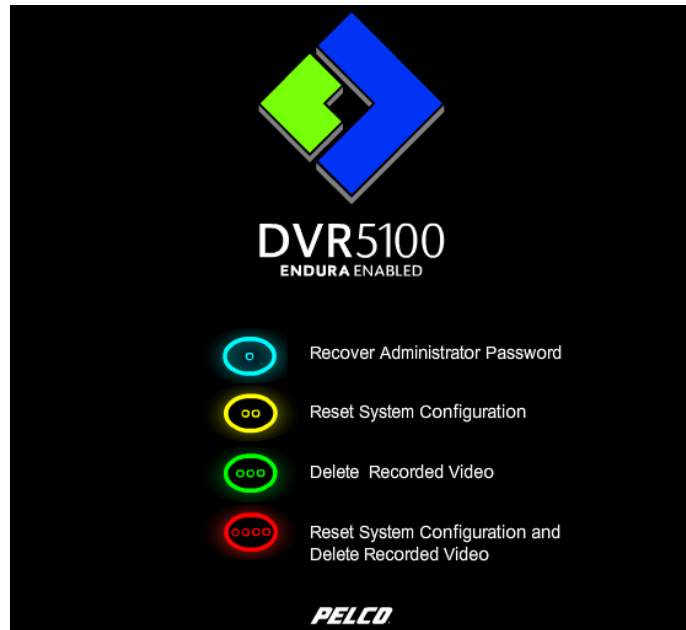 DVR5100
ENDURA ENABLED
Recover Administrator Password
Reset System Configuration
Delete Recorded Video
Reset System Configuration and
Delete Recorded Video
PELCO.